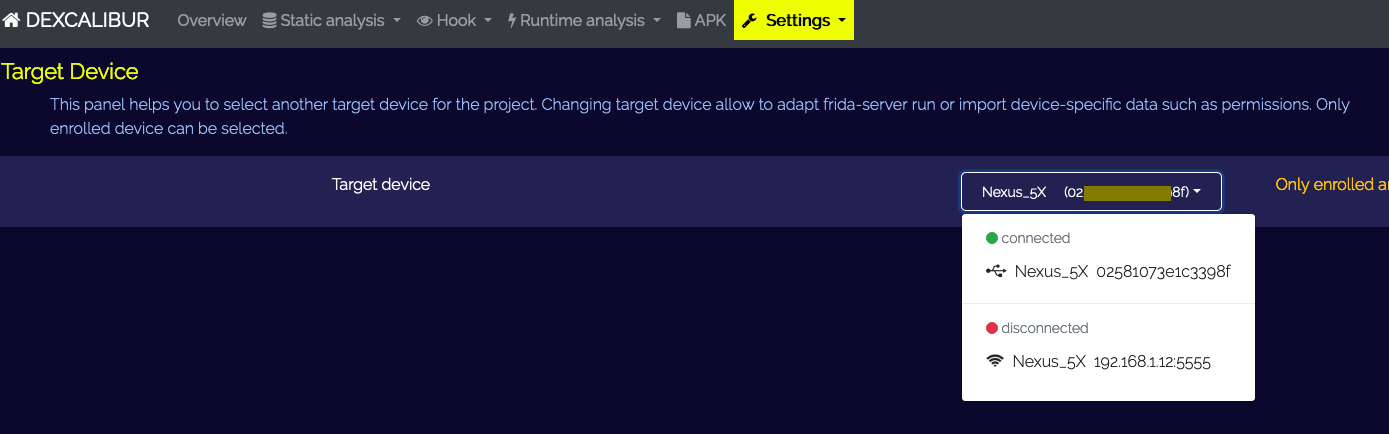 DEXCALIBUR Overview Static analysis Hook Runtime analysis APK Settings
Target Device
This panel helps you to select another target device for the project. Changing target device allow to adapt frida-server run or import device-specific data such as permissions. Only
enrolled device can be selected.
Target device Nexus_5X (02 8f) Only enrolled
connected
Nexus_5X 02581073e1c3398f
disconnected
Nexus_5X 192.168.1.12:5555